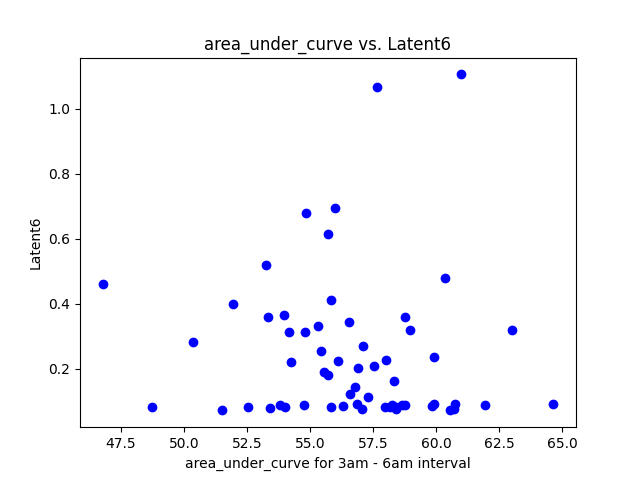 area_under_curve vs. Latent6
1.0
0.8
0.6
0.4
0.2
Latent6
47.5 50.0 52.5 55.0 57.5 60.0 62.5 65.0
area_under_curve for 3am - 6am interval